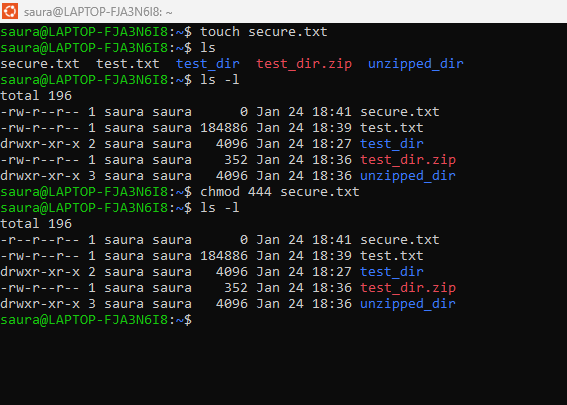 saura@LAPTOP-FJA3N6I8: ~
saura@LAPTOP-FJA3N6I8:~$ touch secure.txt
saura@LAPTOP-FJA3N6I8:~$ ls
secure.txt  test.txt  test_dir  test_dir.zip  unzipped_dir
saura@LAPTOP-FJA3N6I8:~$ ls -l
total 196
-rw-r--r-- 1 saura saura      0 Jan 24 18:41 secure.txt
-rw-r--r-- 1 saura saura 184886 Jan 24 18:39 test.txt
drwxr-xr-x 2 saura saura   4096 Jan 24 18:27 test_dir
-rw-r--r-- 1 saura saura    352 Jan 24 18:36 test_dir.zip
drwxr-xr-x 3 saura saura   4096 Jan 24 18:36 unzipped_dir
saura@LAPTOP-FJA3N6I8:~$ chmod 444 secure.txt
saura@LAPTOP-FJA3N6I8:~$ ls -l
total 196
-r--r--r-- 1 saura saura      0 Jan 24 18:41 secure.txt
-rw-r--r-- 1 saura saura 184886 Jan 24 18:39 test.txt
drwxr-xr-x 2 saura saura   4096 Jan 24 18:27 test_dir
-rw-r--r-- 1 saura saura    352 Jan 24 18:36 test_dir.zip
drwxr-xr-x 3 saura saura   4096 Jan 24 18:36 unzipped_dir
saura@LAPTOP-FJA3N6I8:~$